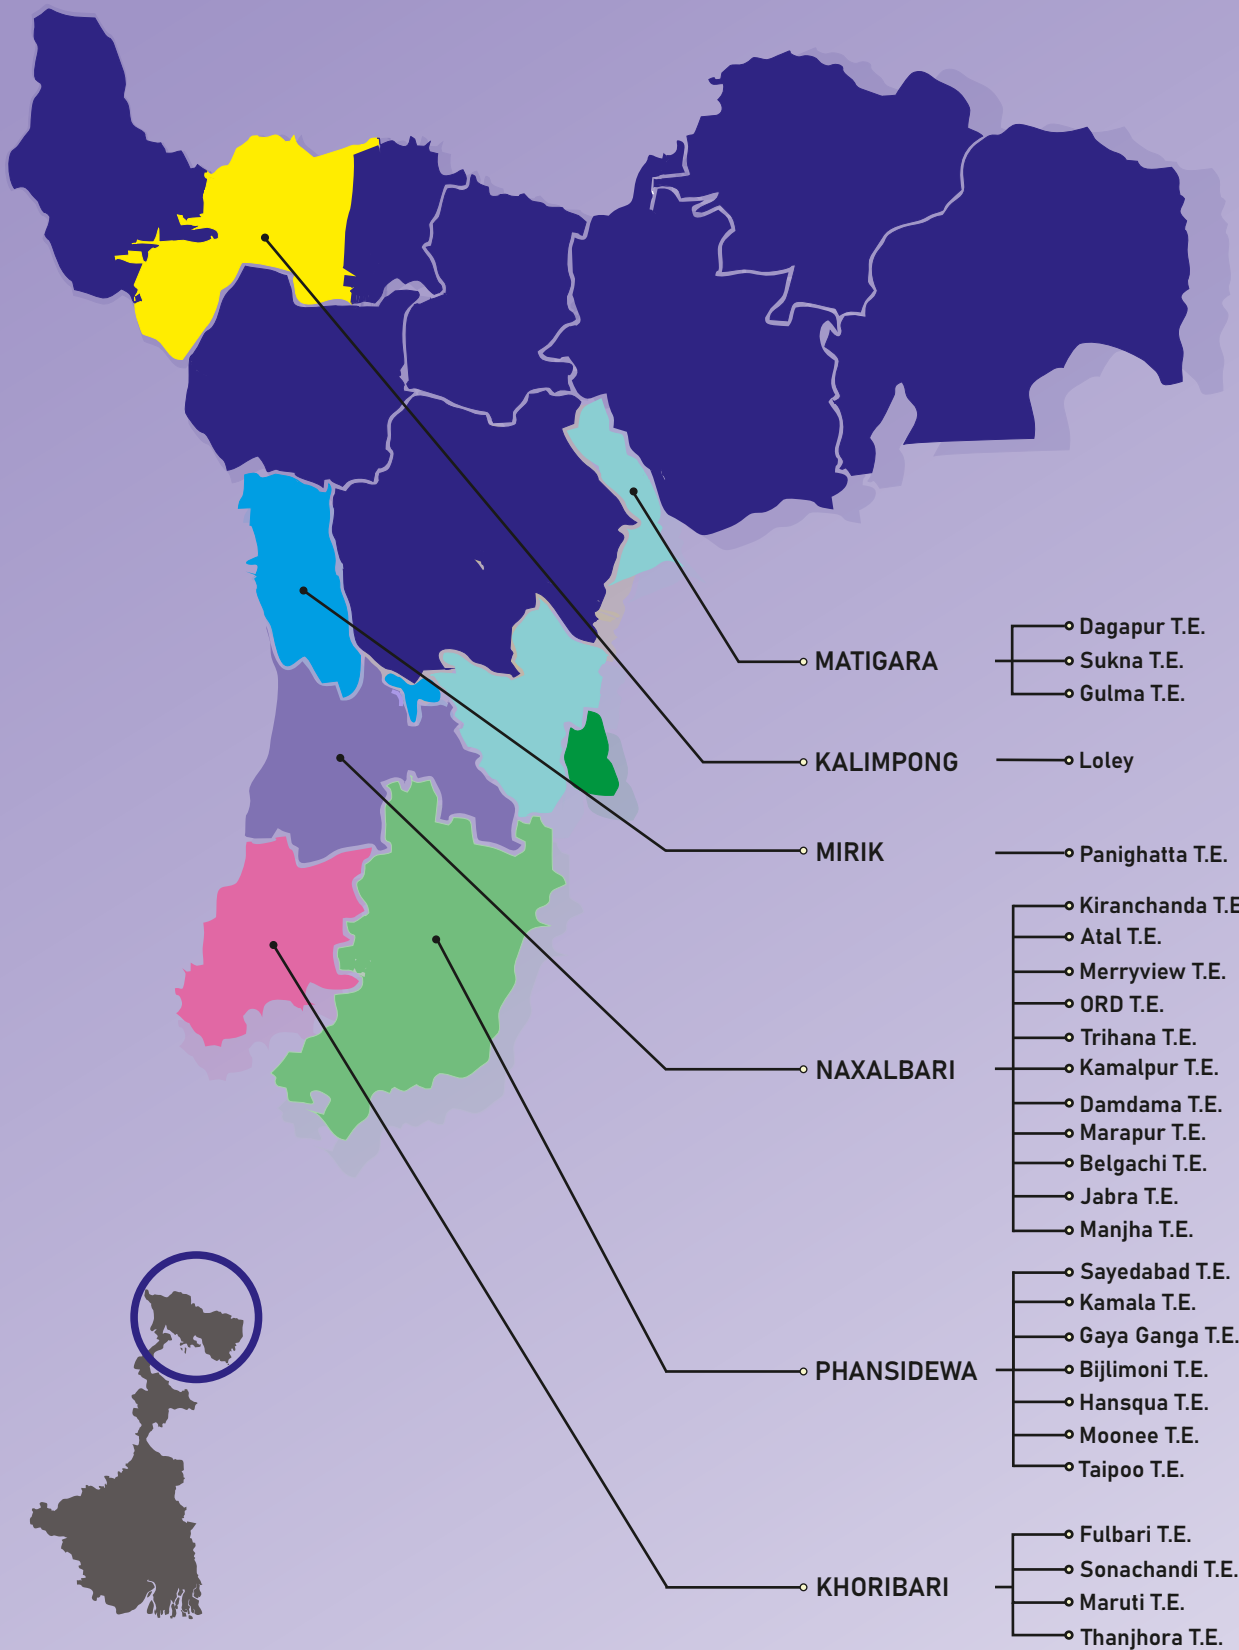 MATIGARA
Dagapur T.E.
Sukna T.E.
Gulma T.E.
KALIMPONG
Loley
MIRIK
Panighatta T.E.
NAXALBARI
Kiranchanda T.E
Atal T.E.
Merryview T.E.
ORD T.E.
Trihana T.E.
Kamalpur T.E.
Damdama T.E.
Marapur T.E.
Belgachi T.E.
Jabra T.E.
Manjha T.E.
PHANSIDEWA
Sayedabad T.E.
Kamala T.E.
Gaya Ganga T.E.
Bijlimoni T.E.
Hansqua T.E.
Moonee T.E.
Taipoo T.E.
KHORIBARI
Fulbari T.E.
Sonachandi T.E.
Maruti T.E.
Thanjhora T.E.